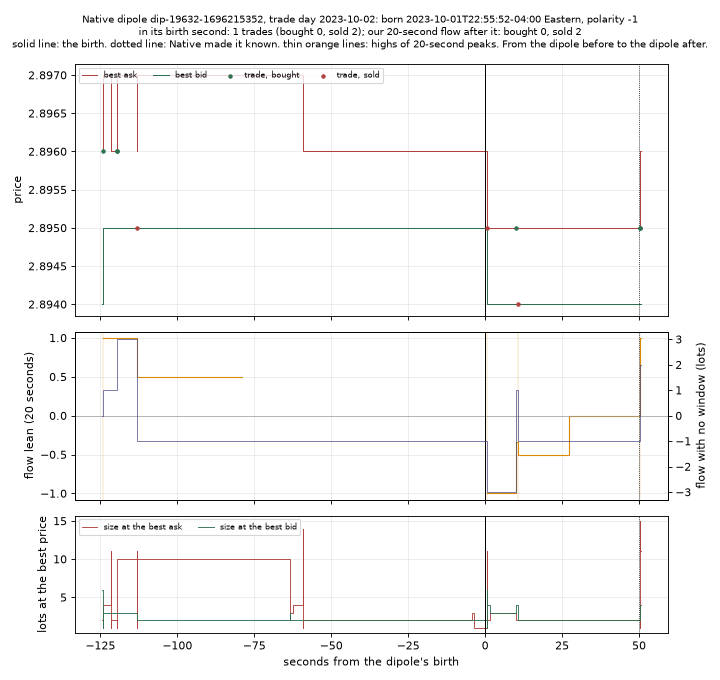 Native dipole dip-19632-1696215352, trade day 2023-10-02: born 2023-10-01T22:55:52-04:00 Eastern, polarity -1
in its birth second: 1 trades (bought 0, sold 2); our 20-second flow after it: bought 0, sold 2
solid line: the birth. dotted line: Native made it known. thin orange lines: highs of 20-second peaks. From the dipole before to the dipole after.
best ask best bid trade, bought trade, sold
2.8970
2.8965
2.8960
2.8955
2.8950
2.8945
2.8940
price
1.0
0.5
0.0
−0.5
−1.0
flow lean (20 seconds)
3
2
1
0
−1
−2
−3
flow with no window (lots)
size at the best ask size at the best bid
15
10
5
lots at the best price
−125 −100 −75 −50 −25 0 25 50
seconds from the dipole's birth